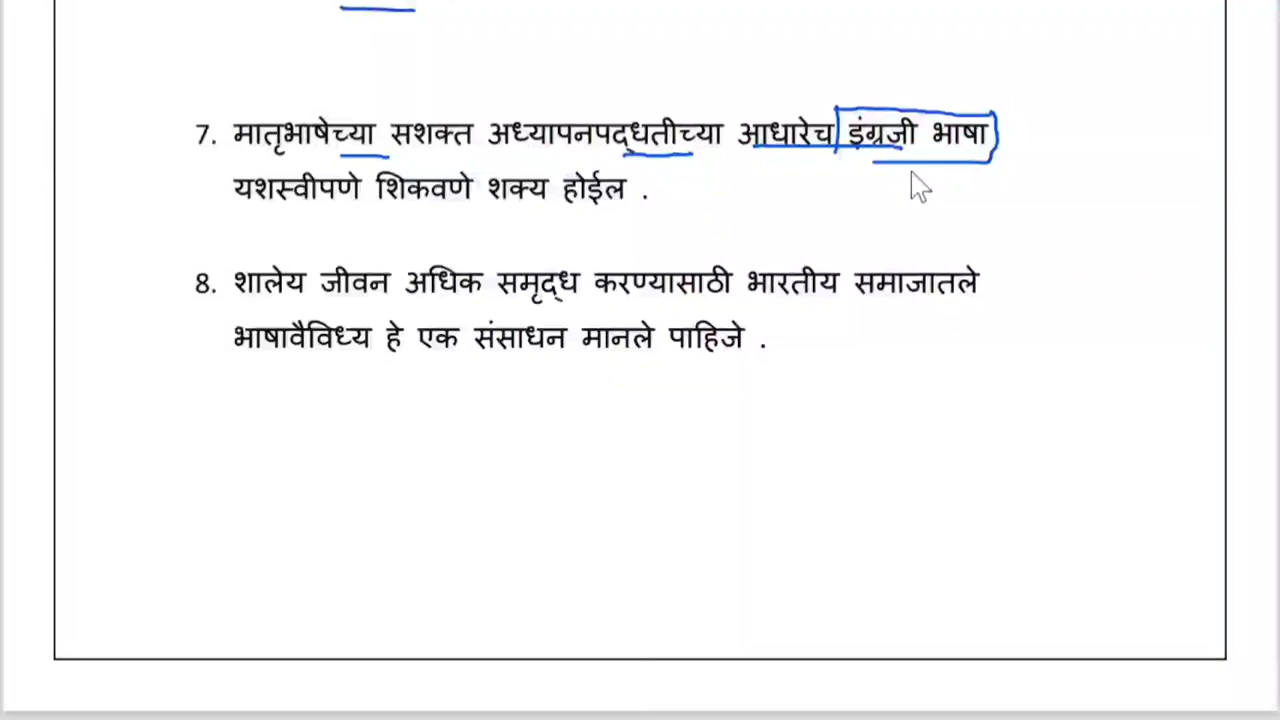 7. मातृभाषेच्या सशक्त अध्यापनपद्धतीच्या आधारेच इंग्रजी भाषा
यशस्वीपणे शिकवणे शक्य होईल .
8. शालेय जीवन अधिक समृद्ध करण्यासाठी भारतीय समाजातले
भाषावैविध्य हे एक संसाधन मानले पाहिजे .